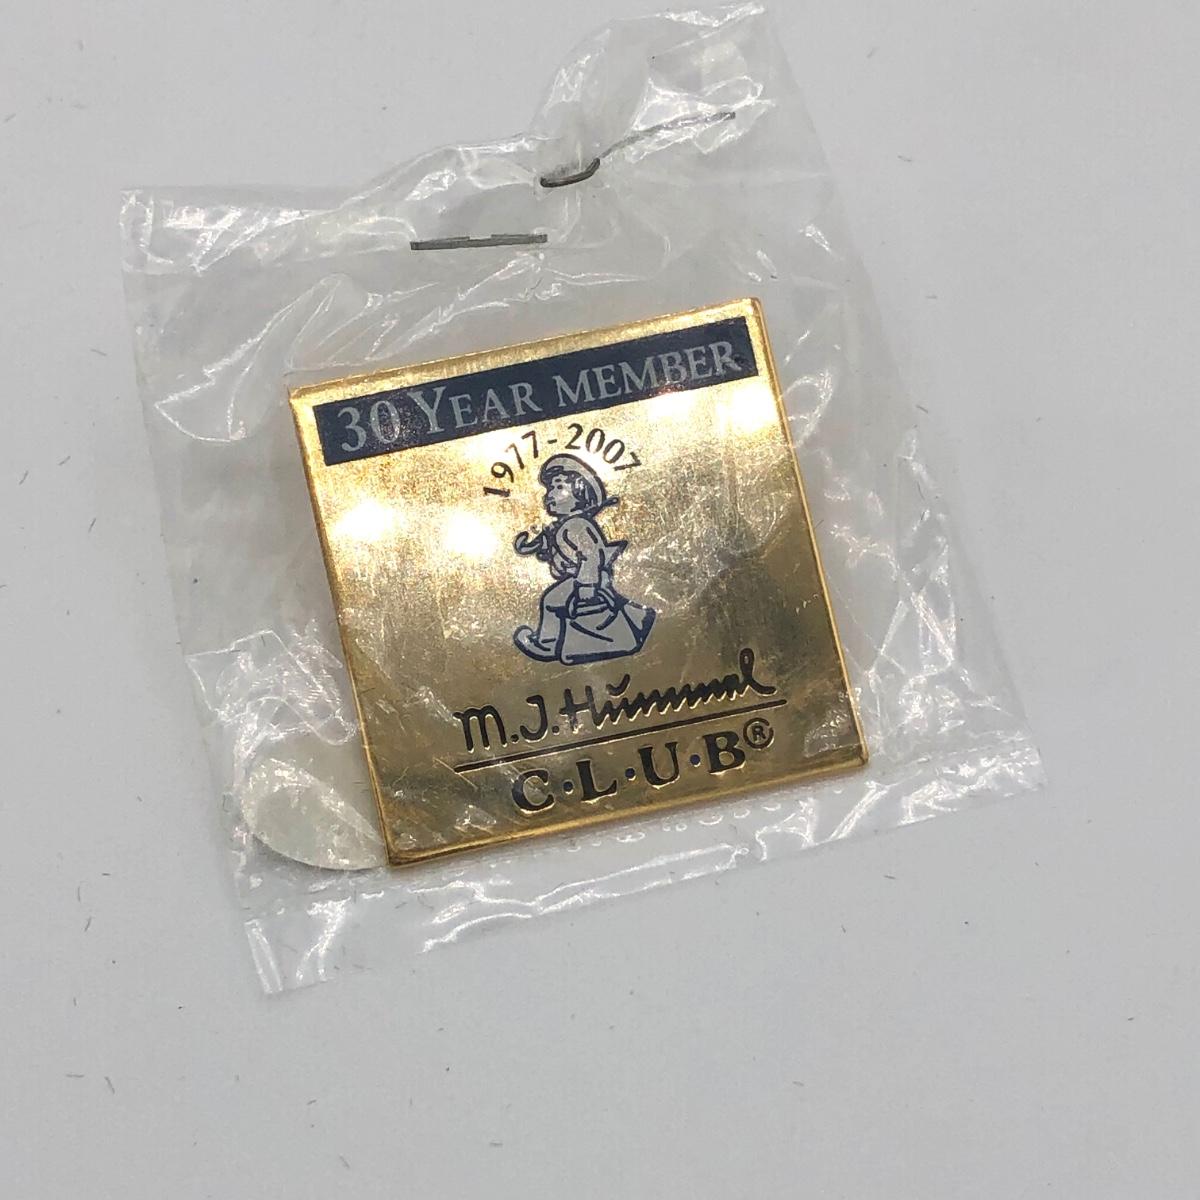 30 YEAR MEMBER
1977-2007
M.J. Hummel
C·L·U·B®